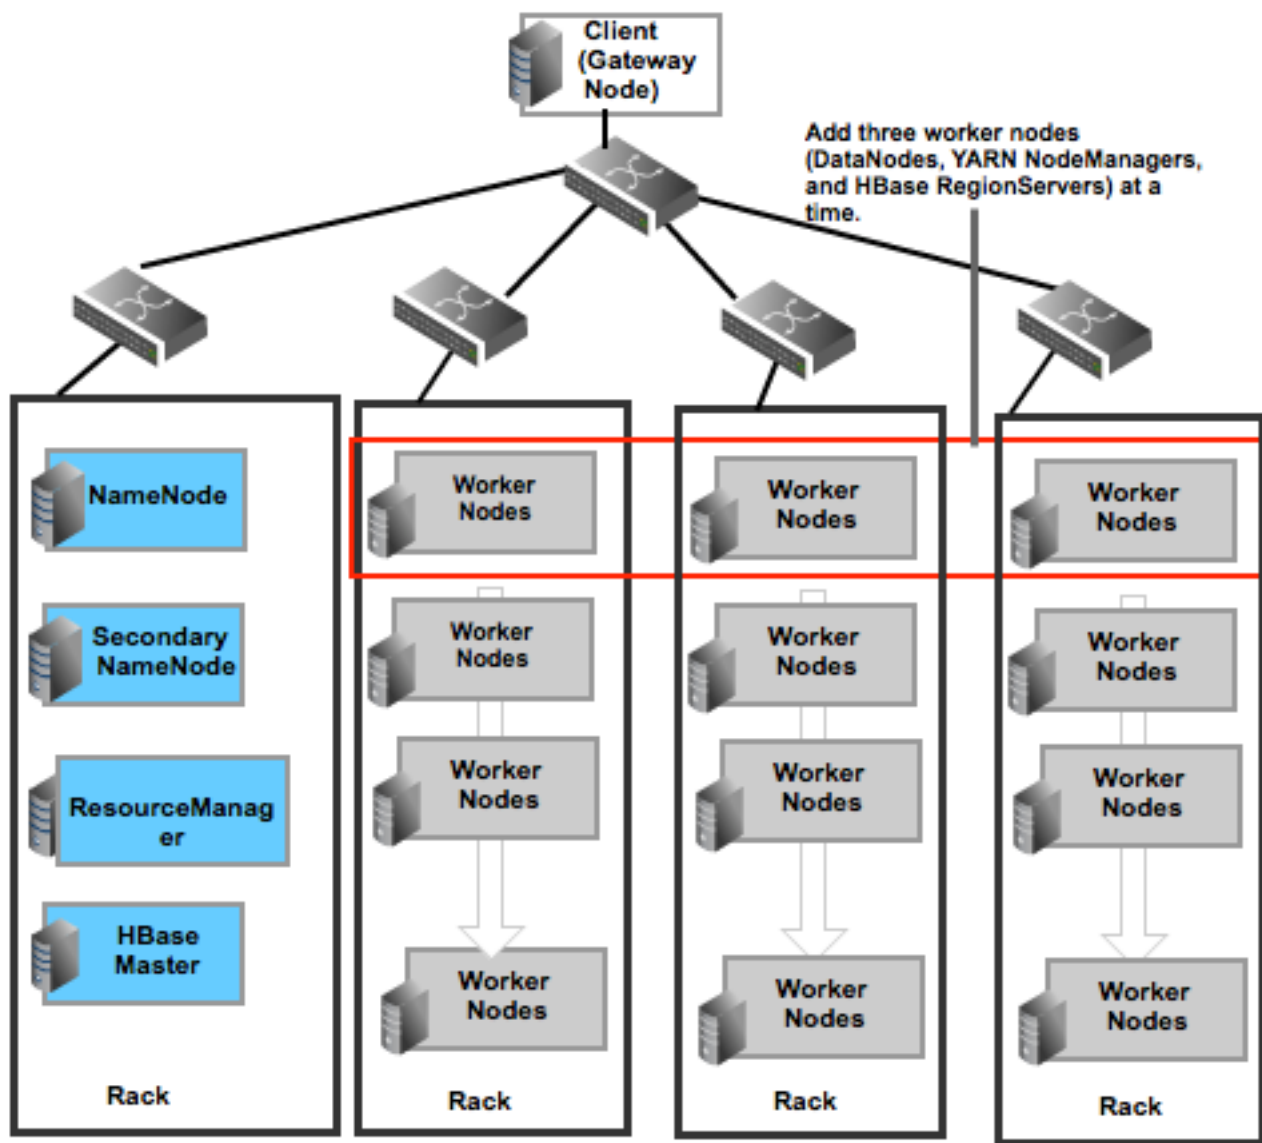 Client
(Gateway
Node)
Add three worker nodes
(DataNodes, YARN NodeManagers,
and HBase RegionServers) at a
time.
NameNode
Secondary
NameNode
ResourceManag
er
HBase
Master
Rack
Worker
Nodes
Worker
Nodes
Worker
Nodes
Worker
Nodes
Rack
Worker
Nodes
Worker
Nodes
Worker
Nodes
Worker
Nodes
Rack
Worker
Nodes
Worker
Nodes
Worker
Nodes
Worker
Nodes
Rack